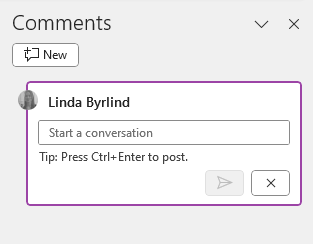 Comments
New
Linda Byrlind
Start a conversation
Tip: Press Ctrl+Enter to post.